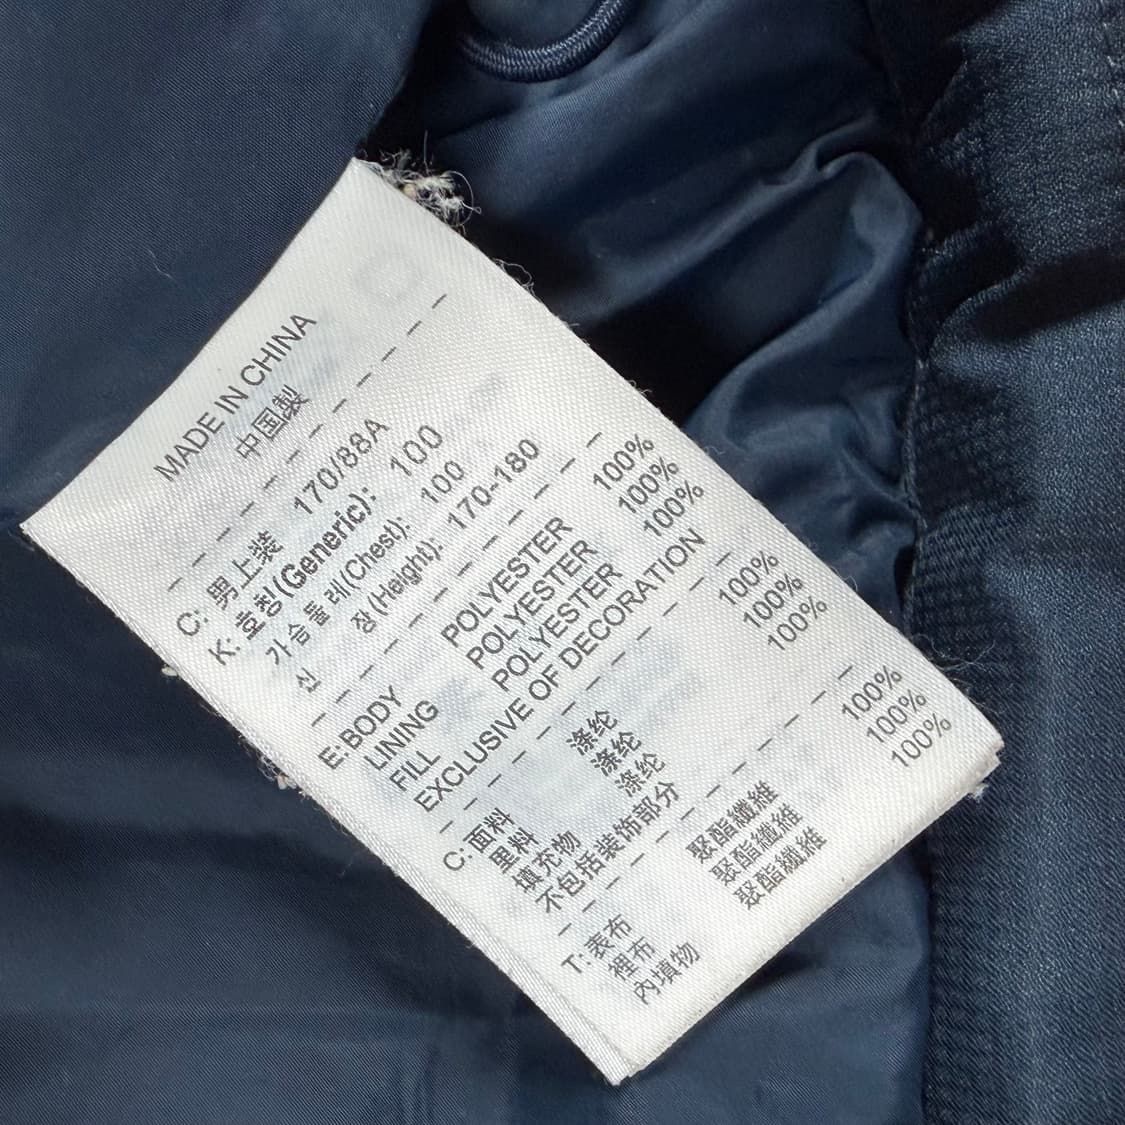 MADE IN CHINA
中国製
C: 男上装 170/88A
K: 호칭(Generic): 100
가슴둘레(Chest): 100
신 장(Height): 170-180
E: BODY POLYESTER 100%
LINING POLYESTER 100%
FILL POLYESTER 100%
EXCLUSIVE OF DECORATION
C: 面料 涤纶 100%
里料 涤纶 100%
填充物 涤纶 100%
不包括装饰部分
T: 表布 聚酯纖維 100%
裡布 聚酯纖維 100%
內填物 聚酯纖維 100%